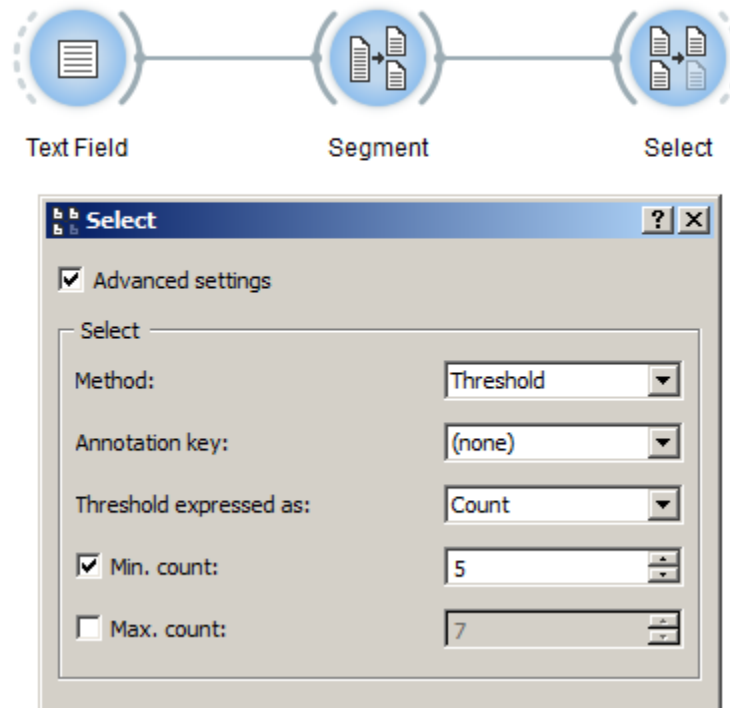 Text Field Segment Select
Select
Advanced settings
Select
Method: Threshold
Annotation key: (none)
Threshold expressed as: Count
Min. count: 5
Max. count: 7